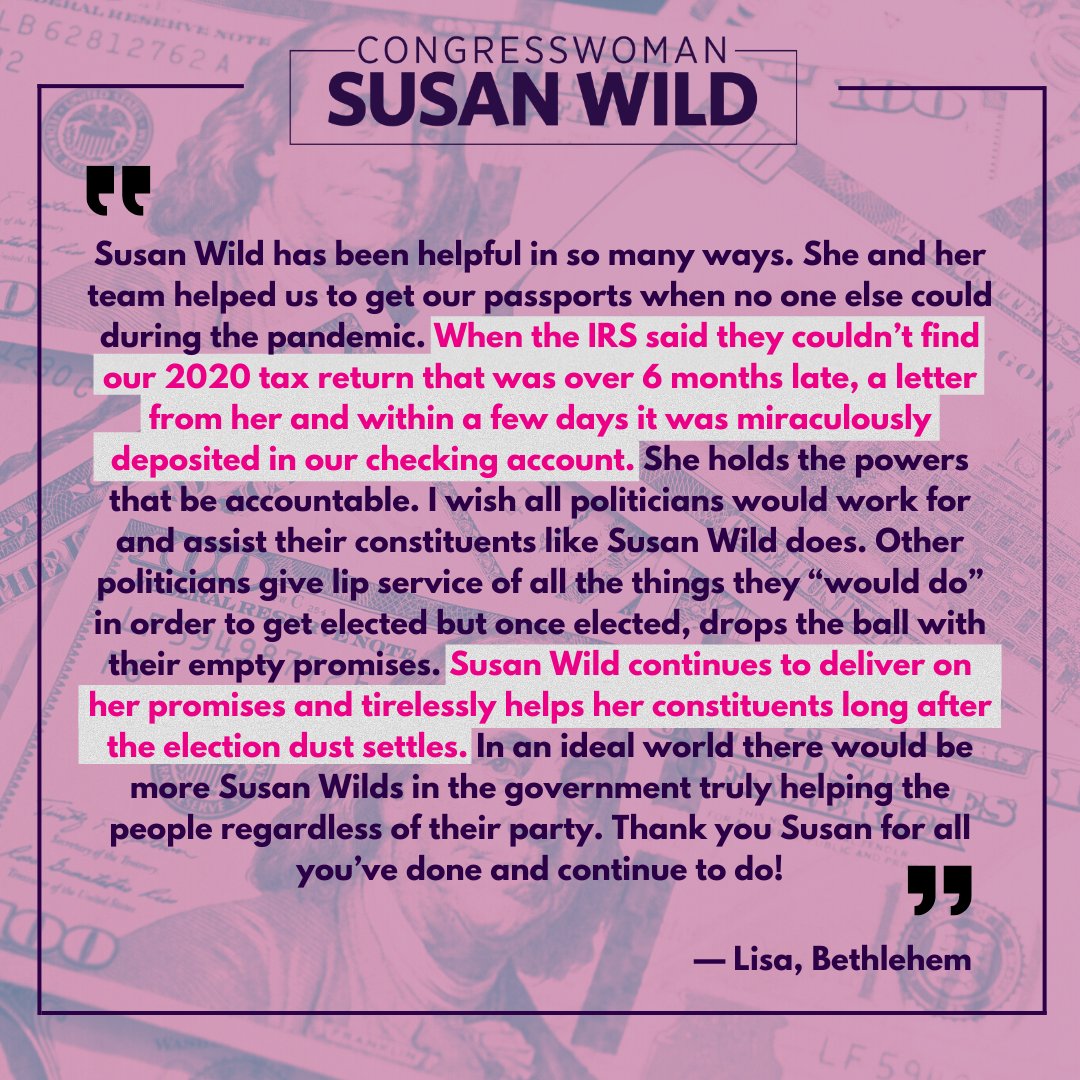 CONGRESSWOMAN
SUSAN WILD
"
Susan Wild has been helpful in so many ways. She and her
team helped us to get our passports when no one else could
during the pandemic. When the IRS said they couldn’t find
our 2020 tax return that was over 6 months late, a letter
from her and within a few days it was miraculously
deposited in our checking account. She holds the powers
that be accountable. I wish all politicians would work for
and assist their constituents like Susan Wild does. Other
politicians give lip service of all the things they “would do”
in order to get elected but once elected, drops the ball with
their empty promises. Susan Wild continues to deliver on
her promises and tirelessly helps her constituents long after
the election dust settles. In an ideal world there would be
more Susan Wilds in the government truly helping the
people regardless of their party. Thank you Susan for all
you’ve done and continue to do!
"
— Lisa, Bethlehem